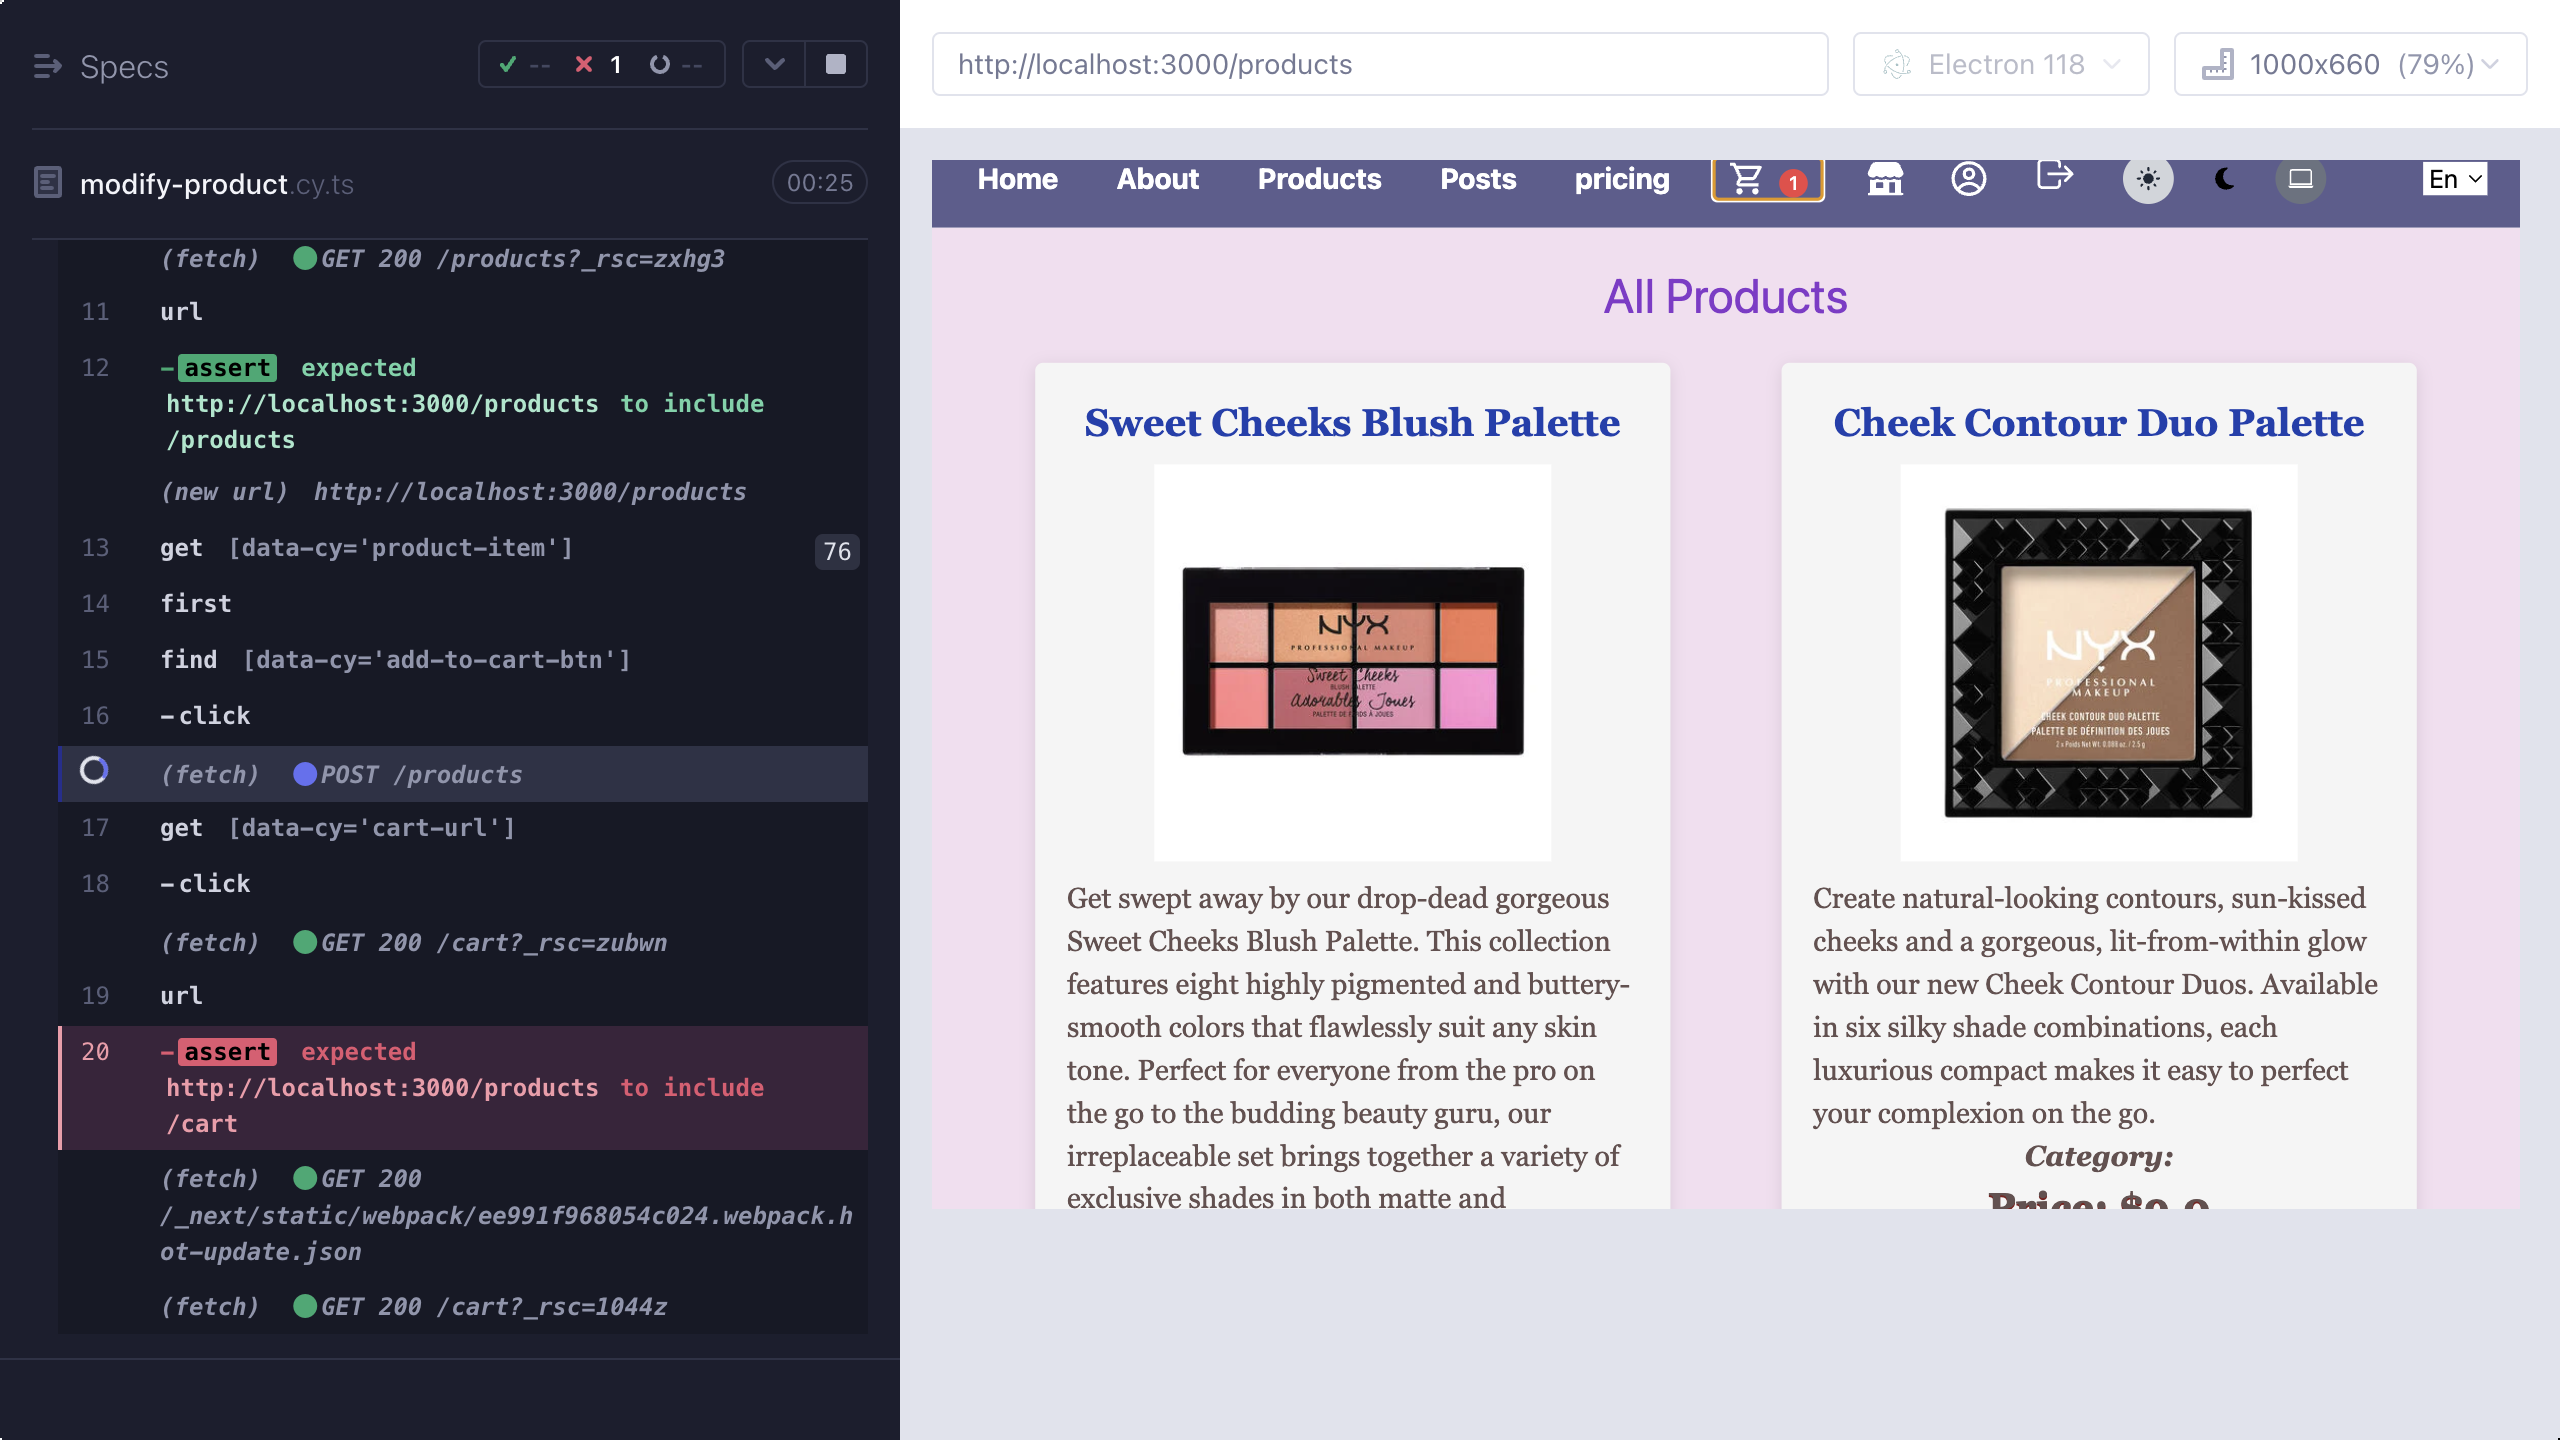 Specs
-- 1 --
modify-product.cy.ts 00:25
(fetch) GET 200 /products?_rsc=zxhg3
11 url
12 -assert expected
http://localhost:3000/products to include
/products
(new url) http://localhost:3000/products
13 get [data-cy='product-item'] 76
14 first
15 find [data-cy='add-to-cart-btn']
16 -click
(fetch) POST /products
17 get [data-cy='cart-url']
18 -click
(fetch) GET 200 /cart?_rsc=zubwn
19 url
20 -assert expected
http://localhost:3000/products to include
/cart
(fetch) GET 200
/_next/static/webpack/ee991f968054c024.webpack.h
ot-update.json
(fetch) GET 200 /cart?_rsc=1044z
http://localhost:3000/products
Electron 118
1000x660 (79%)
Home About Products Posts pricing 1 En
All Products
Sweet Cheeks Blush Palette
NYX
PROFESSIONAL MAKEUP
Sweet Cheeks
BLUSH PALETTE
Adorables Joues
PALETTE DE FARDS À JOUES
Get swept away by our drop-dead gorgeous
Sweet Cheeks Blush Palette. This collection
features eight highly pigmented and buttery-
smooth colors that flawlessly suit any skin
tone. Perfect for everyone from the pro on
the go to the budding beauty guru, our
irreplaceable set brings together a variety of
exclusive shades in both matte and
Cheek Contour Duo Palette
NYX
PROFESSIONAL
MAKEUP
CHEEK CONTOUR DUO PALETTE
PALETTE DE DÉFINITION DES JOUES
Create natural-looking contours, sun-kissed
cheeks and a gorgeous, lit-from-within glow
with our new Cheek Contour Duos. Available
in six silky shade combinations, each
luxurious compact makes it easy to perfect
your complexion on the go.
Category:
Price: